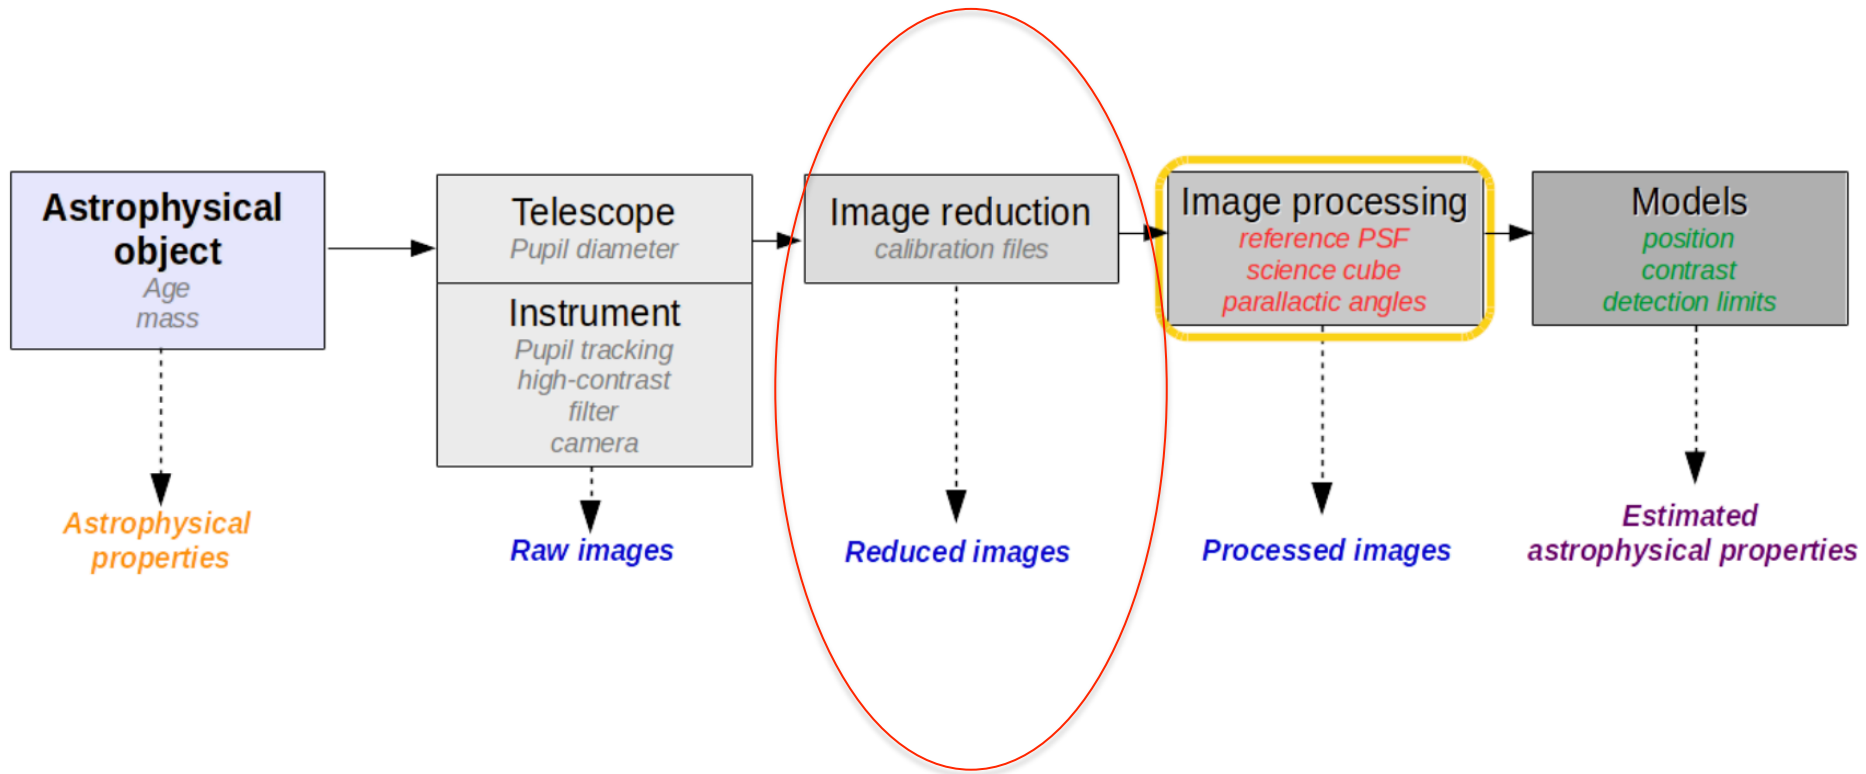 Astrophysical
object
Age
mass
Astrophysical
properties
Telescope
Pupil diameter
Instrument
Pupil tracking
high-contrast
filter
camera
Raw images
Image reduction
calibration files
Reduced images
Image processing
reference PSF
science cube
parallactic angles
Processed images
Models
position
contrast
detection limits
Estimated
astrophysical properties